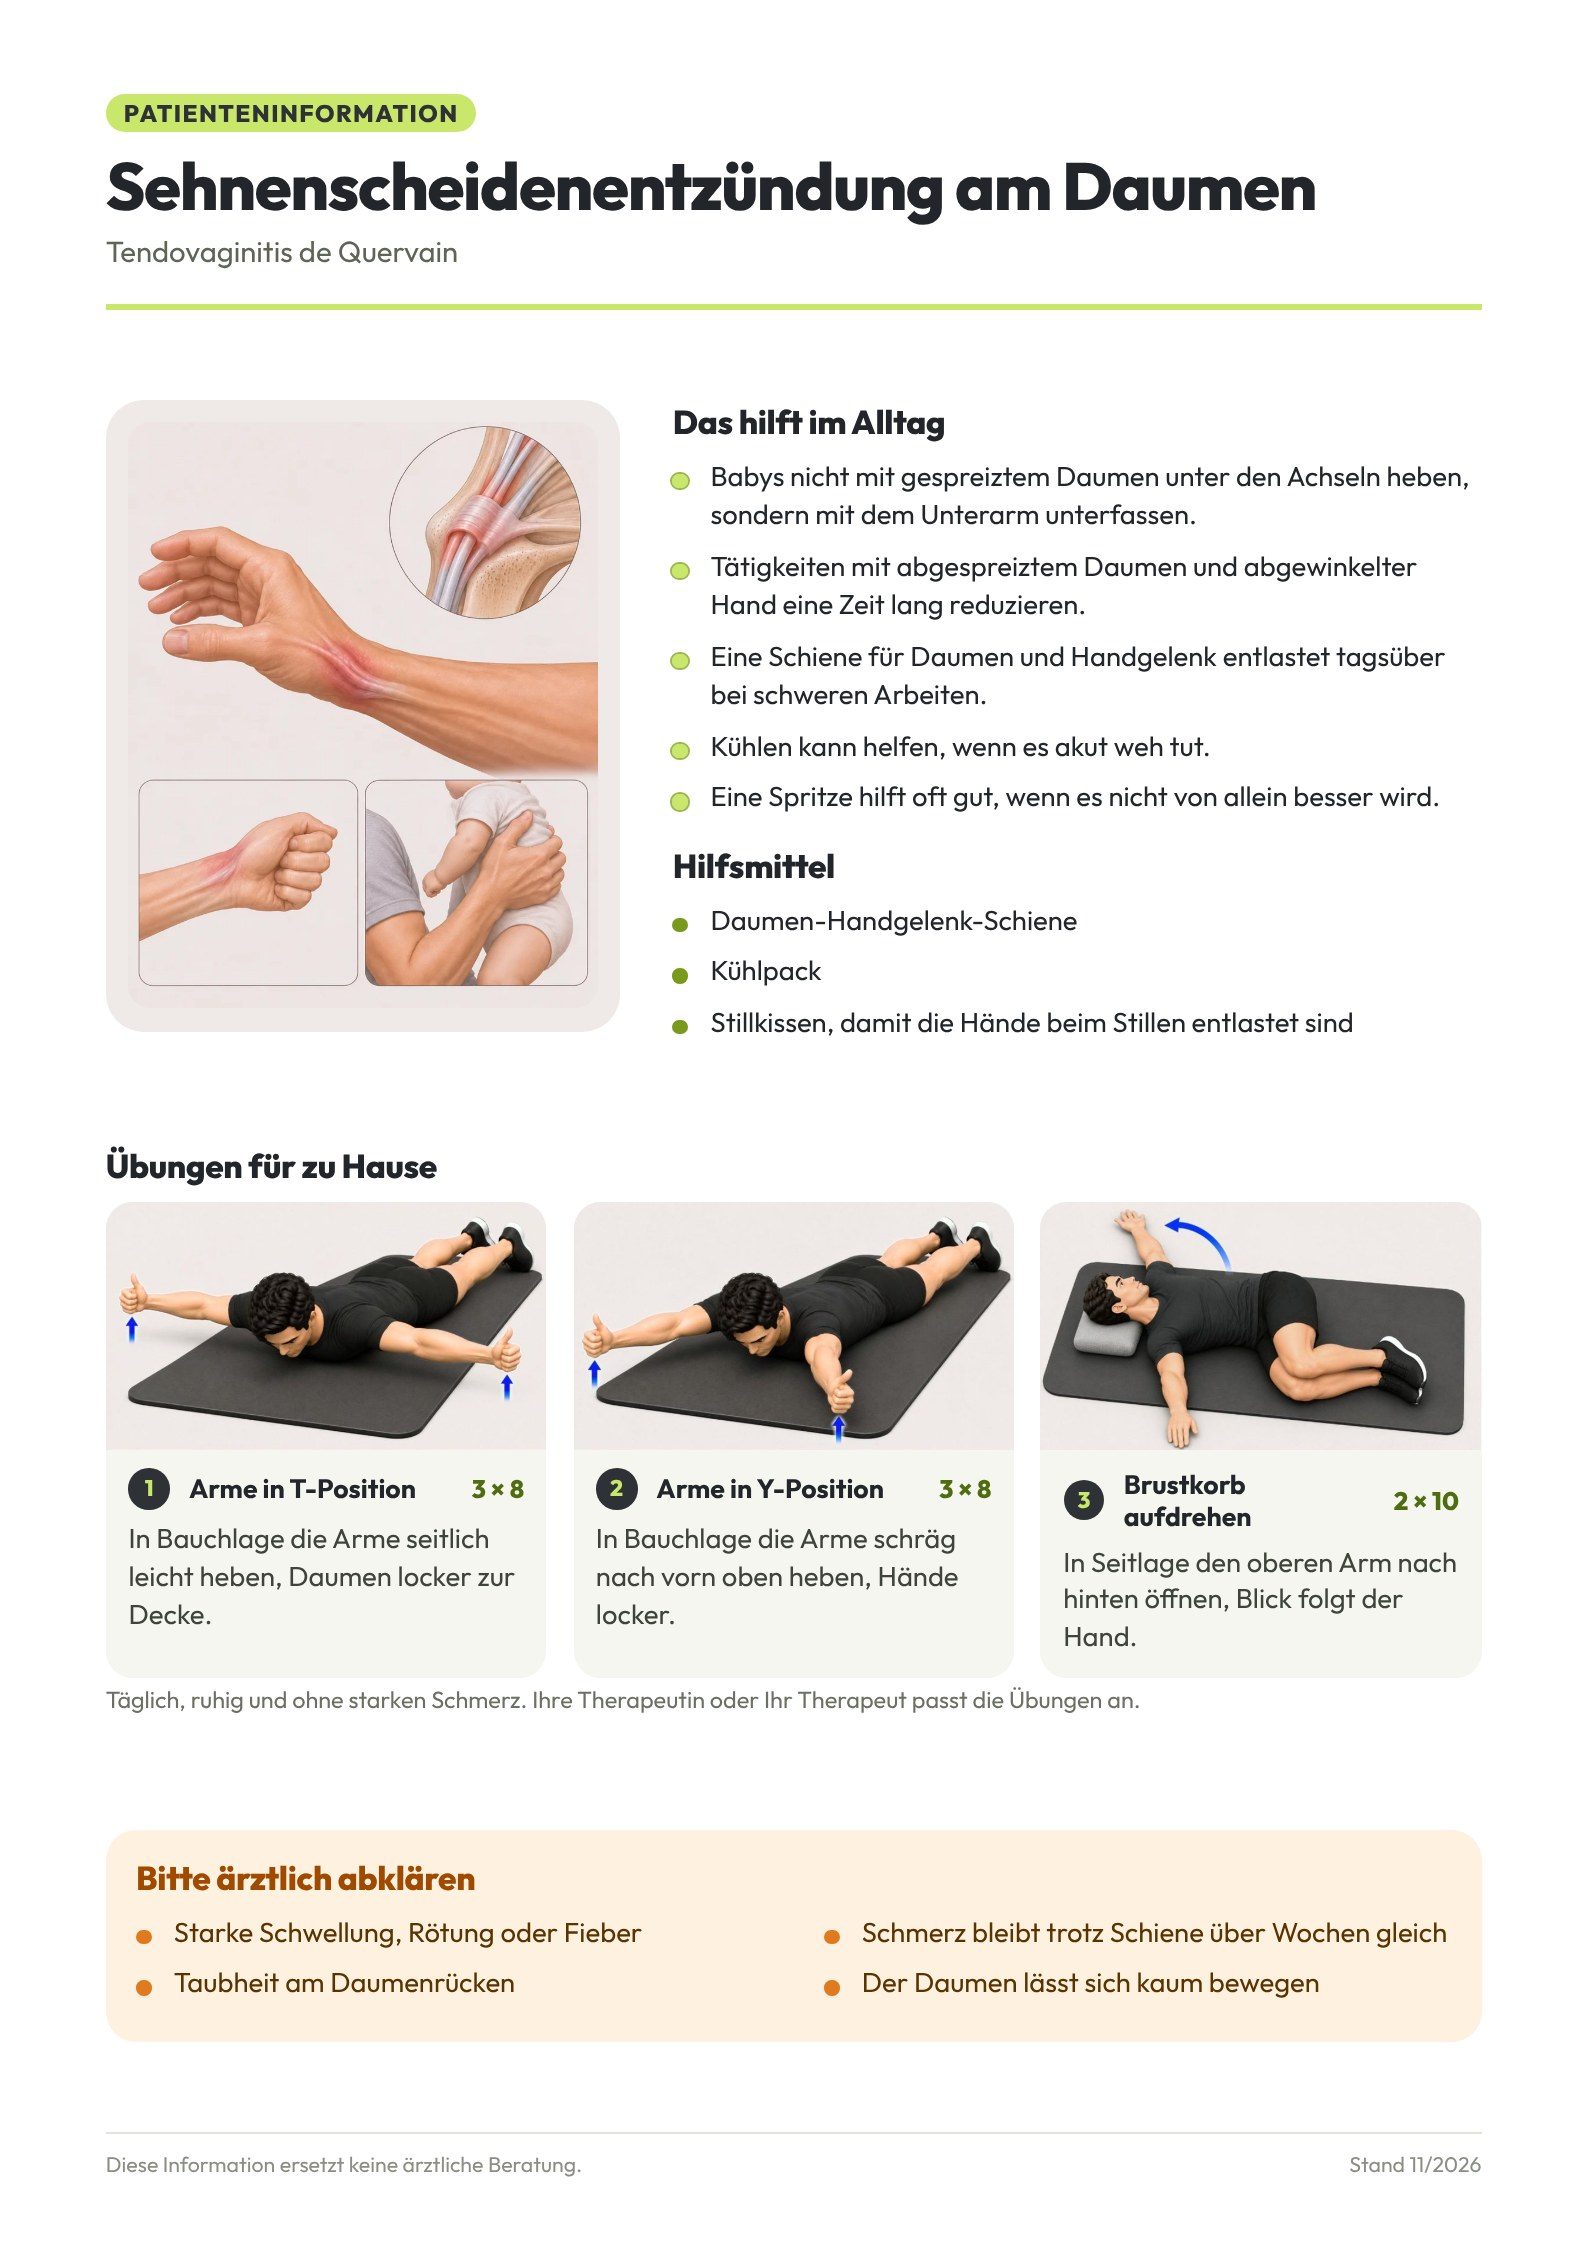 PATIENTENINFORMATION
Sehnenscheidenentzündung am Daumen
Tendovaginitis de Quervain
Das hilft im Alltag
Babys nicht mit gespreiztem Daumen unter den Achseln heben,
sondern mit dem Unterarm unterfassen.
Tätigkeiten mit abgespreiztem Daumen und abgewinkelter
Hand eine Zeit lang reduzieren.
Eine Schiene für Daumen und Handgelenk entlastet tagsüber
bei schweren Arbeiten.
Kühlen kann helfen, wenn es akut weh tut.
Eine Spritze hilft oft gut, wenn es nicht von allein besser wird.
Hilfsmittel
Daumen-Handgelenk-Schiene
Kühlpack
Stillkissen, damit die Hände beim Stillen entlastet sind
Übungen für zu Hause
1 Arme in T-Position 3 × 8
In Bauchlage die Arme seitlich
leicht heben, Daumen locker zur
Decke.
2 Arme in Y-Position 3 × 8
In Bauchlage die Arme schräg
nach vorn oben heben, Hände
locker.
3 Brustkorb
aufdrehen 2 × 10
In Seitlage den oberen Arm nach
hinten öffnen, Blick folgt der
Hand.
Täglich, ruhig und ohne starken Schmerz. Ihre Therapeutin oder Ihr Therapeut passt die Übungen an.
Bitte ärztlich abklären
Starke Schwellung, Rötung oder Fieber
Taubheit am Daumenrücken
Schmerz bleibt trotz Schiene über Wochen gleich
Der Daumen lässt sich kaum bewegen
Diese Information ersetzt keine ärztliche Beratung.
Stand 11/2026